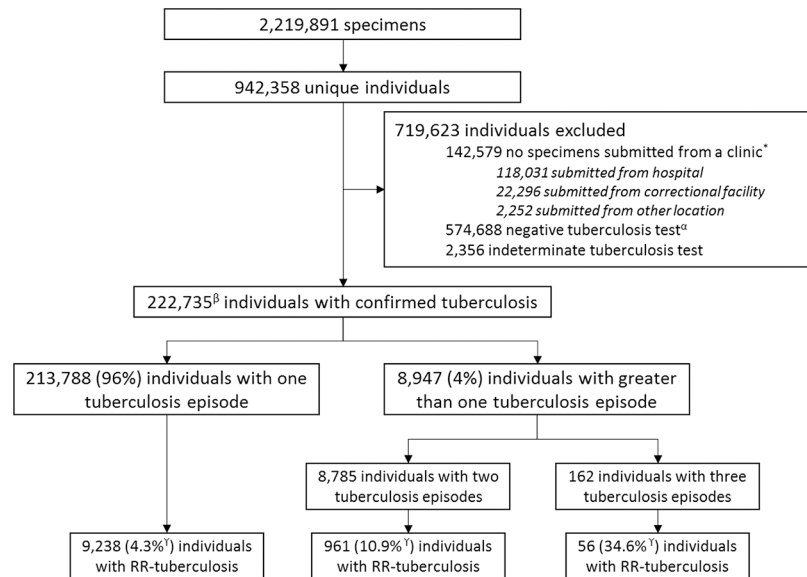 2,219,891 specimens
942,358 unique individuals
719,623 individuals excluded
142,579 no specimens submitted from a clinic*
118,031 submitted from hospital
22,296 submitted from correctional facility
2,252 submitted from other location
574,688 negative tuberculosis testα
2,356 indeterminate tuberculosis test
222,735β individuals with confirmed tuberculosis
213,788 (96%) individuals with one
tuberculosis episode
8,947 (4%) individuals with greater
than one tuberculosis episode
8,785 individuals with two
tuberculosis episodes
162 individuals with three
tuberculosis episodes
9,238 (4.3%ϒ) individuals
with RR-tuberculosis
961 (10.9%ϒ) individuals
with RR-tuberculosis
56 (34.6%ϒ) individuals
with RR-tuberculosis